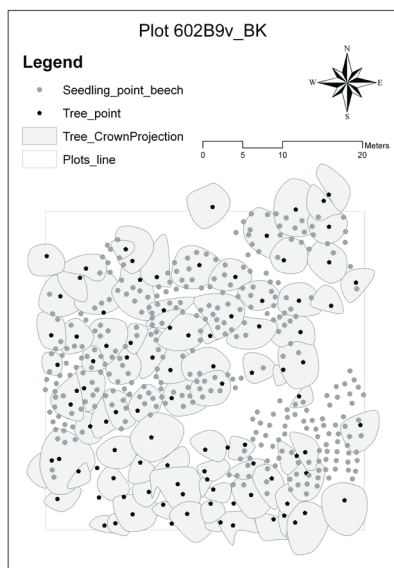 Plot 602B9v_BK
Legend
Seedling_point_beech
Tree_point
Tree_CrownProjection
Plots_line
N
W E
S
Meters
0 5 10 20